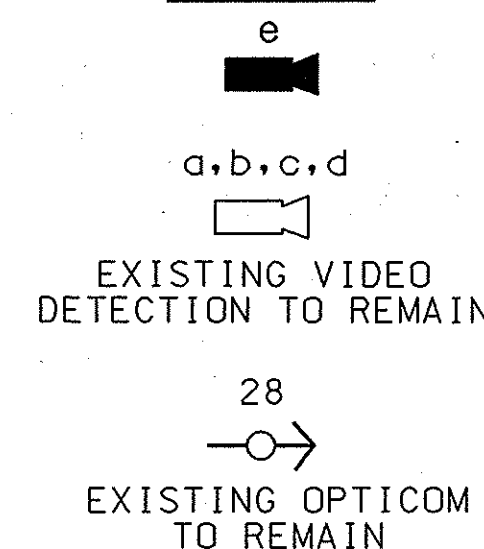 e
a,b,c,d
EXISTING VIDEO
DETECTION TO REMAIN
28
EXISTING OPTICOM
TO REMAIN